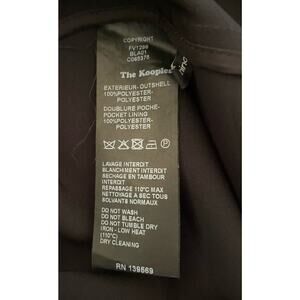 COPYRIGHT
FV1299
BLA01
C065376
The Kooples
EXTERIEUR- OUTSHELL
100%POLYESTER-
POLYESTER
DOUBLURE POCHE-
POCKET LINING
100%POLYESTER-
POLYESTER
LAVAGE INTERDIT
BLANCHIMENT INTERDIT
SECHAGE EN TAMBOUR
INTERDIT
REPASSAGE 110°C MAX
NETTOYAGE A SEC TOUS
SOLVANTS NORMAUX
DO NOT WASH
DO NOT BLEACH
DO NOT TUMBLE DRY
IRON - LOW HEAT
(110°C)
DRY CLEANING
RN 139569